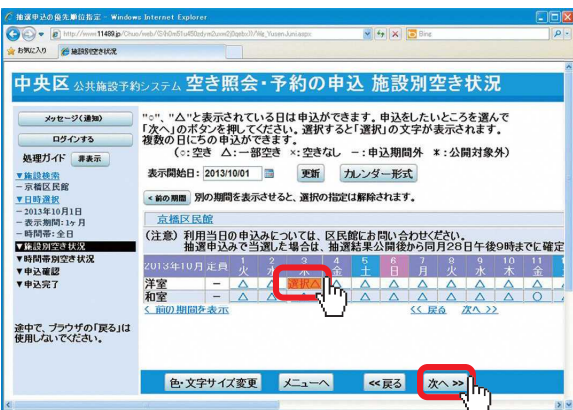 抽選申込の優先順位指定 - Windows Internet Explorer
Bing
お気に入り 施設別空き状況
中央区 公共施設予約システム 空き照会・予約の申込 施設別空き状況
メッセージ(通知)
ログインする
処理ガイド 非表示
▼施設検索
- 京橋区民館
▼日時選択
- 2013年10月1日
- 表示期間:1ヶ月
- 時間帯:全日
▼施設別空き状況
▼時間帯別空き状況
▼申込確認
▼申込完了
途中で、ブラウザの「戻る」は
使用しないでください。
"○"、"△"と表示されている日は申込ができます。申込をしたいところを選んで
「次へ」のボタンを押してください。選択すると「選択」の文字が表示されます。
複数の日にちの申込ができます。
(○:空き △:一部空き ×:空きなし -:申込期間外 *:公開対象外)
表示開始日: 2013/10/01 更新 カレンダー形式
< 前の期間 別の期間を表示させると、選択の指定は解除されます。
京橋区民館
(注意) 利用当日の申込みについては、区民館にお問い合わせください。
抽選申込みで当選した場合は、抽選結果公開後から同月28日午後9時までに確定
2013年10月 定員 1 2 3 4 5 6 7 8 9 10 11
火 水 木 金 土 日 月 火 水 木 金
洋室 - △ △ 選択△ △ △ △ △ △ △ △ △
和室 - △ △ △ △ △ △ △ △ △ ○
< 前の期間を表示 << 戻る 次へ >>
色・文字サイズ変更 メニューへ << 戻る 次へ >>